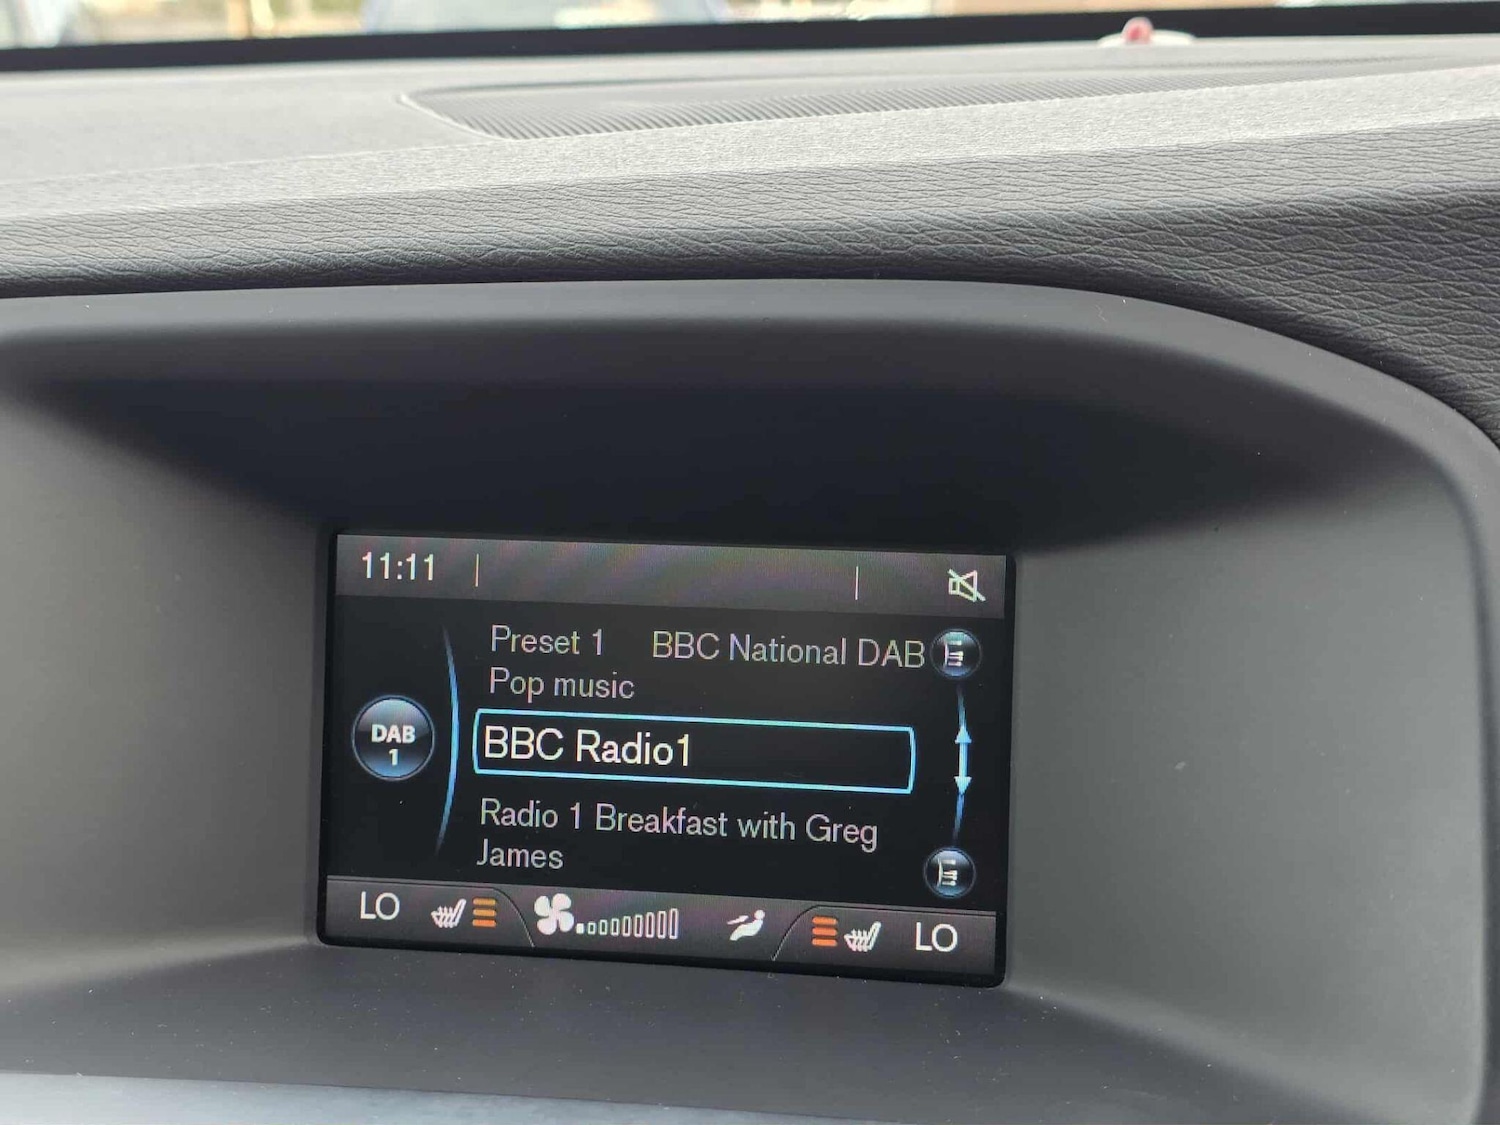 11:11
Preset 1 BBC National DAB
Pop music
DAB
1
BBC Radio1
Radio 1 Breakfast with Greg
James
LO LO